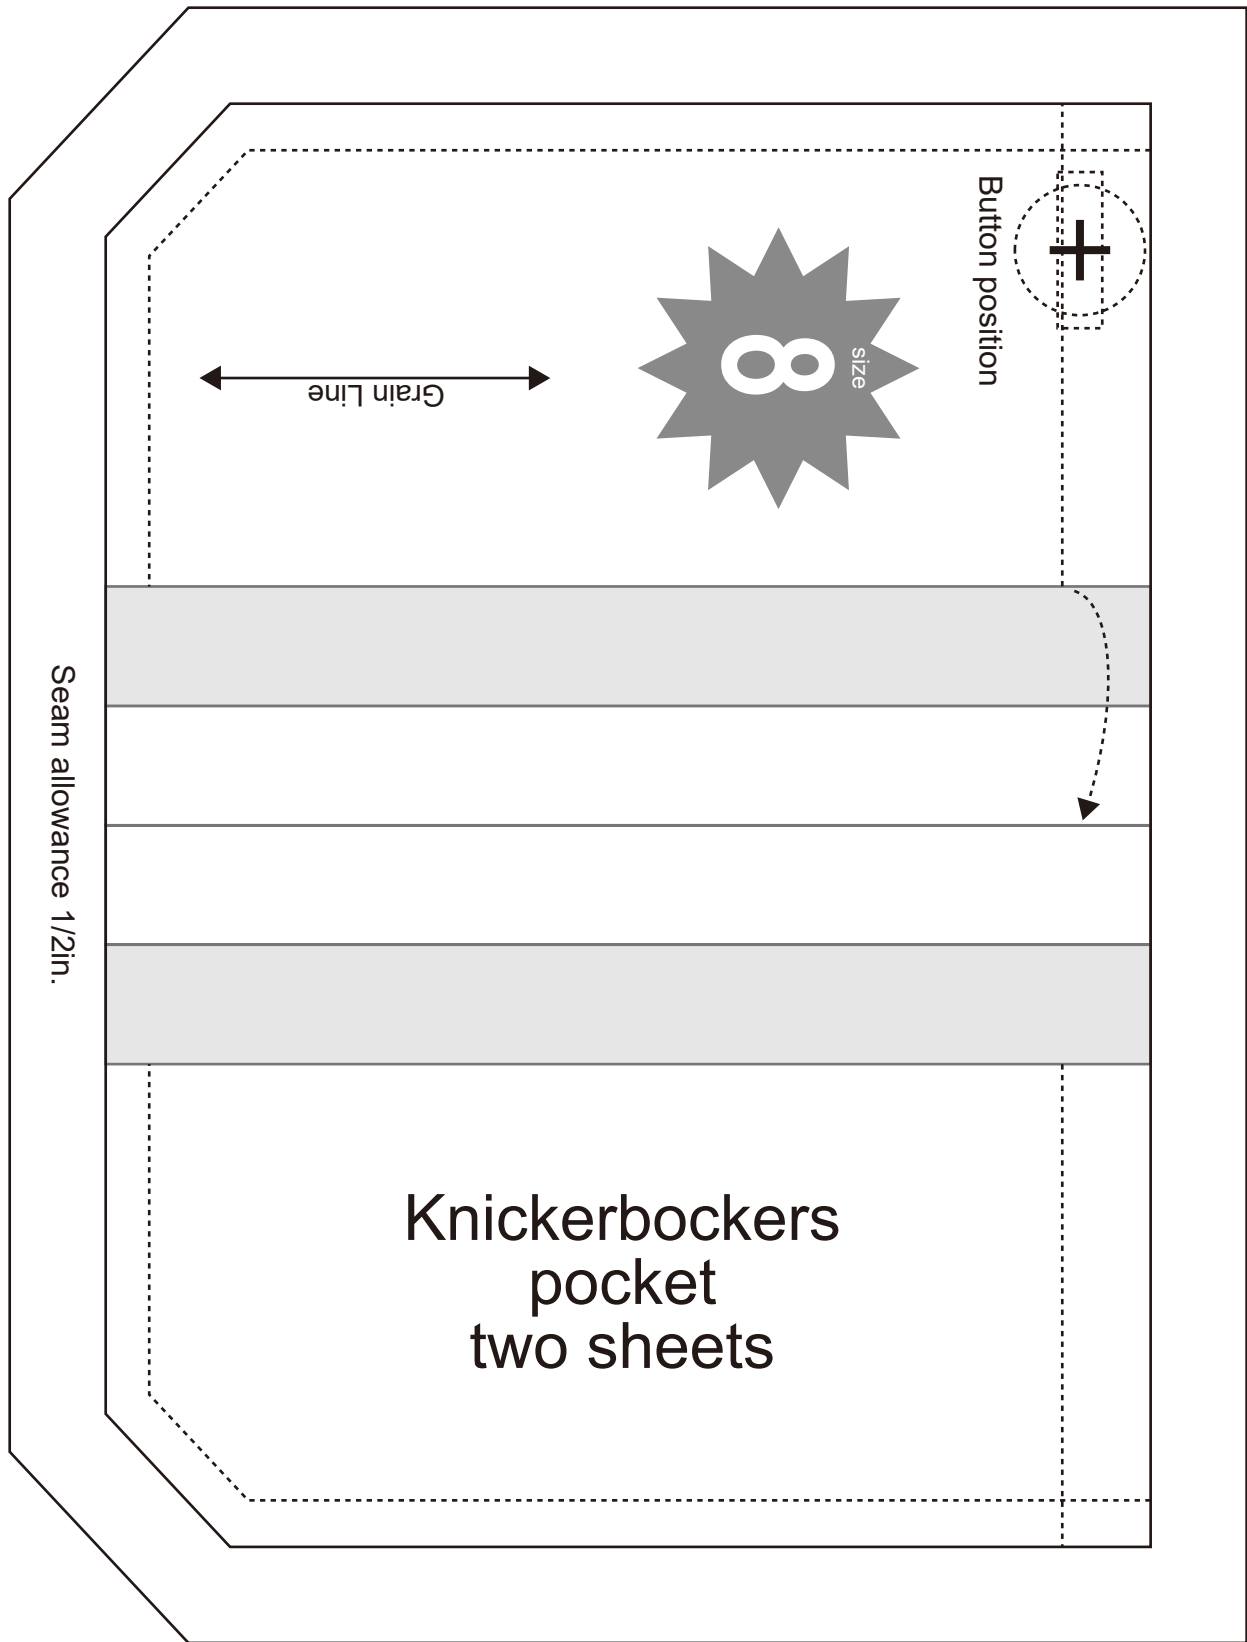 Button position
size
8
Grain Line
Seam allowance 1/2in.
Knickerbockers
pocket
two sheets